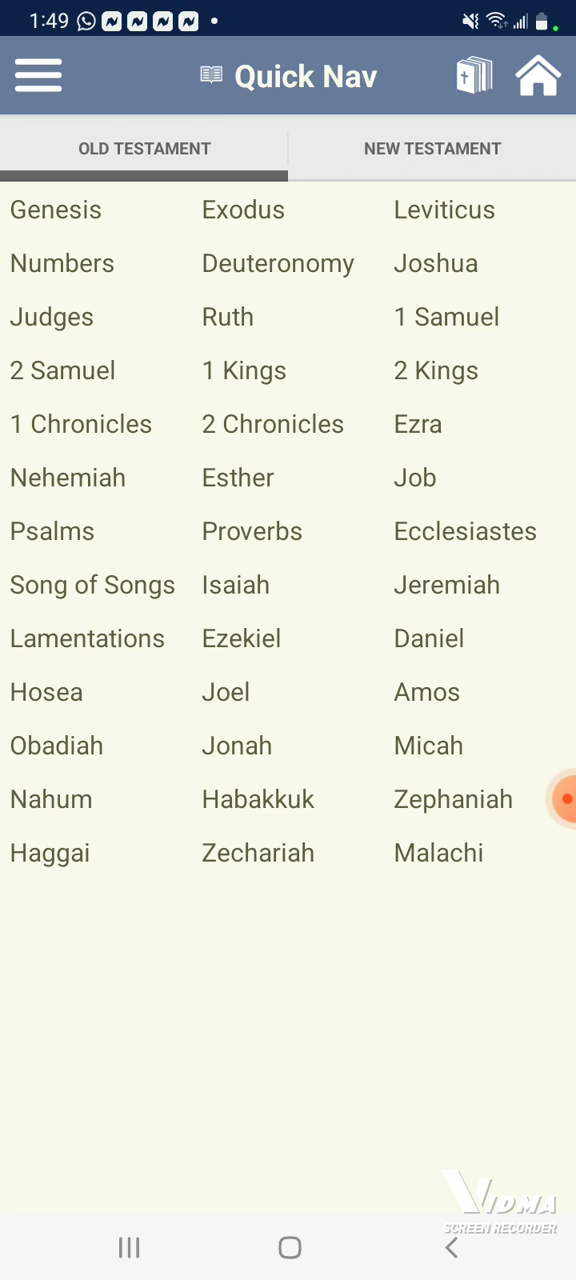 1:49
Quick Nav
OLD TESTAMENT NEW TESTAMENT
Genesis Exodus Leviticus
Numbers Deuteronomy Joshua
Judges Ruth 1 Samuel
2 Samuel 1 Kings 2 Kings
1 Chronicles 2 Chronicles Ezra
Nehemiah Esther Job
Psalms Proverbs Ecclesiastes
Song of Songs Isaiah Jeremiah
Lamentations Ezekiel Daniel
Hosea Joel Amos
Obadiah Jonah Micah
Nahum Habakkuk Zephaniah
Haggai Zechariah Malachi
VIDMA
SCREEN RECORDER